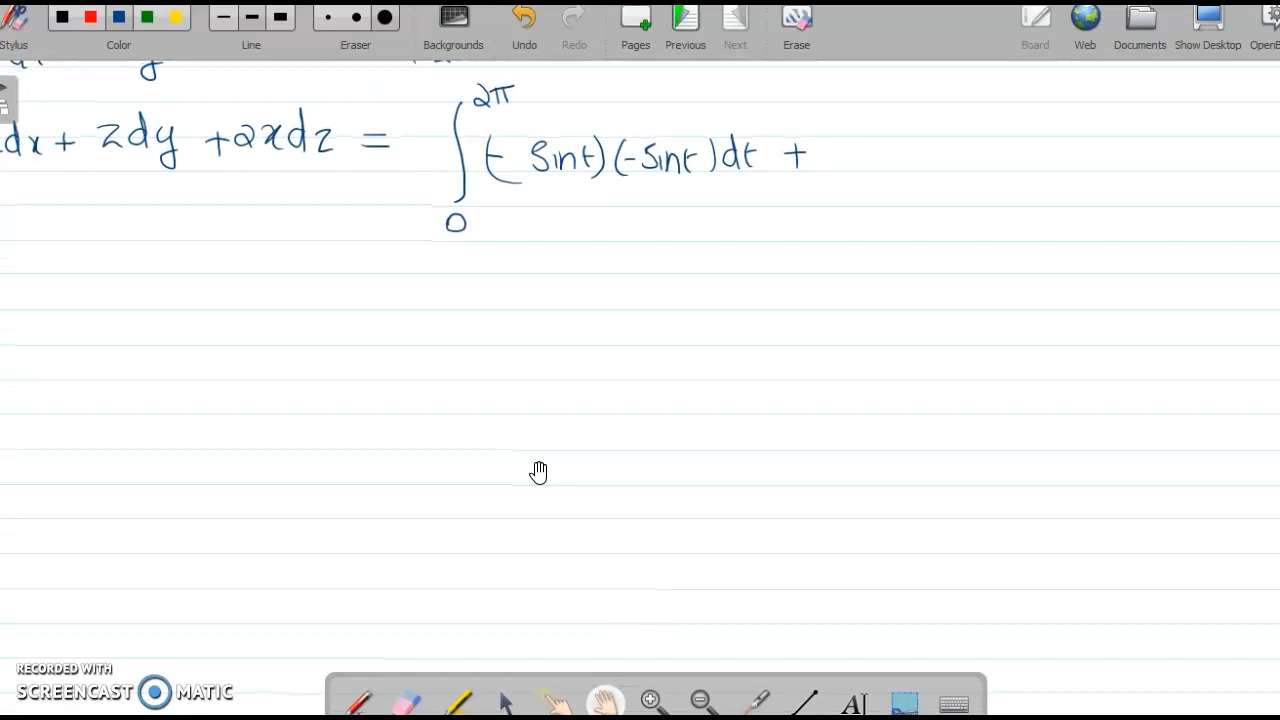 Stylus Color Line Eraser Backgrounds Undo Redo Pages Previous Next Erase Board Web Documents Show Desktop OpenB
2π
dx + zdy + 2xdz = ∫ (- sint)(-sint)dt +
0
RECORDED WITH
SCREENCAST MATIC